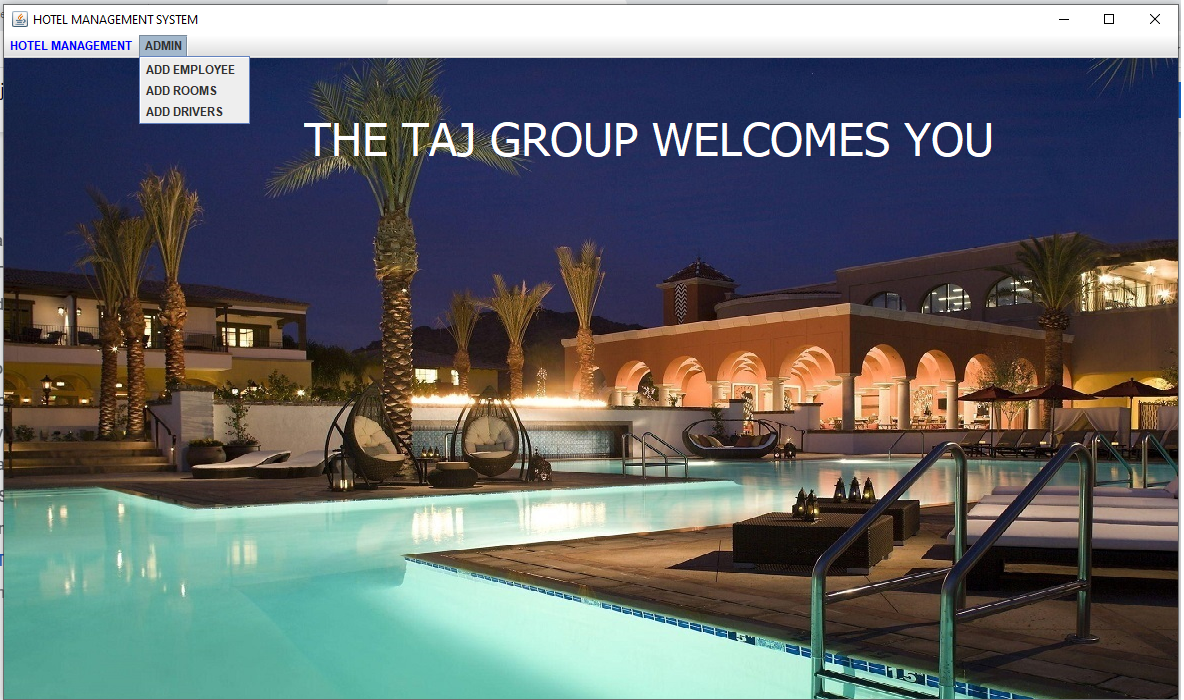 HOTEL MANAGEMENT SYSTEM
HOTEL MANAGEMENT ADMIN
ADD EMPLOYEE
ADD ROOMS
ADD DRIVERS
THE TAJ GROUP WELCOMES YOU